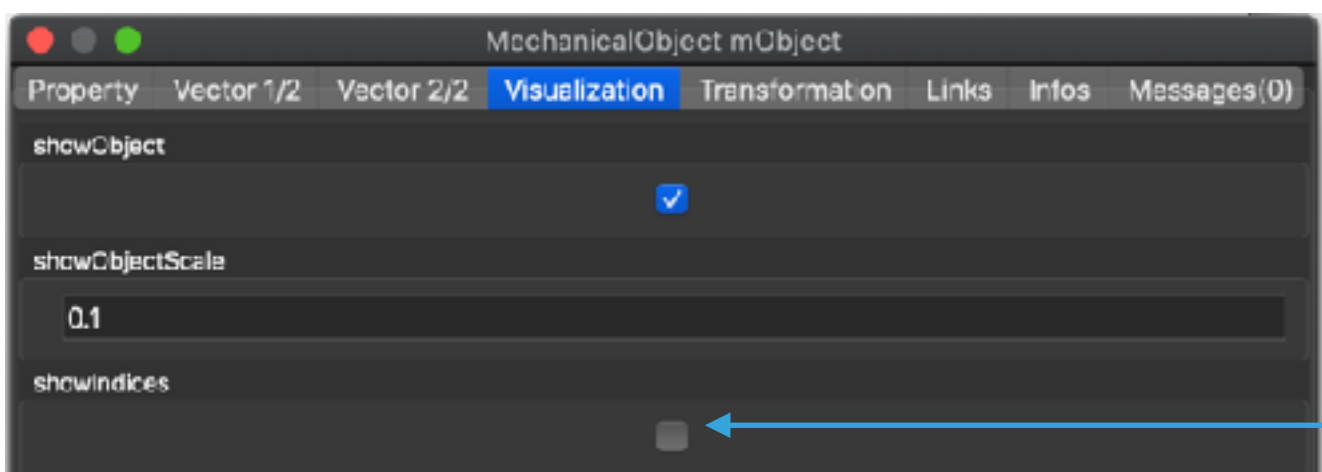 MechanicalObject mObject
Property Vector 1/2 Vector 2/2 Visualization Transformation Links Infos Messages(0)
showObject
showObjectScale
0.1
showIndices